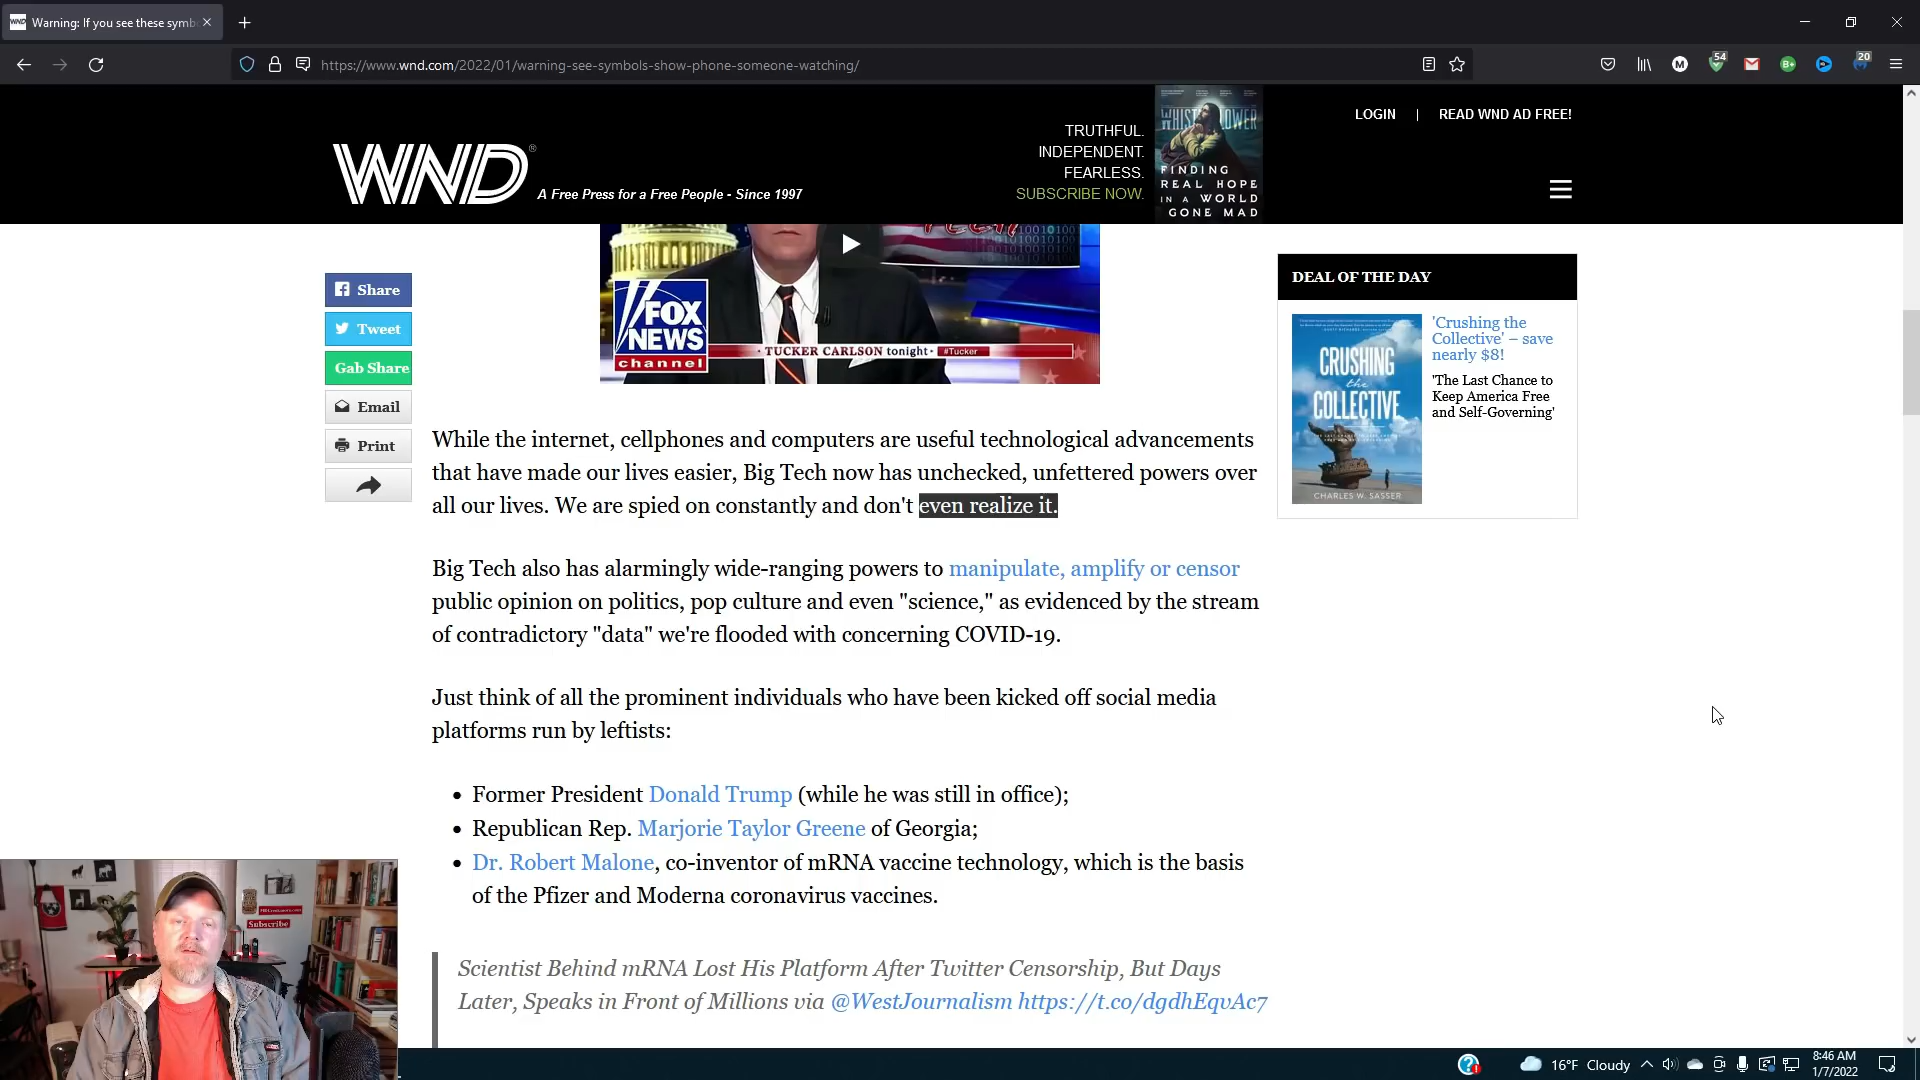 WND
Warning: If you see these symb
https://www.wnd.com/2022/01/warning-see-symbols-show-phone-someone-watching/
M
54
B+
20
WND®
A Free Press for a Free People - Since 1997
TRUTHFUL.
INDEPENDENT.
FEARLESS.
SUBSCRIBE NOW.
FINDING
REAL HOPE
IN A WORLD
GONE MAD
LOGIN | READ WND AD FREE!
Share
Tweet
Gab Share
Email
Print
FOX
NEWS
channel
TUCKER CARLSON tonight
#Tucker
DEAL OF THE DAY
CRUSHING
the
COLLECTIVE
CHARLES W. SASSER
'Crushing the
Collective' – save
nearly $8!
'The Last Chance to
Keep America Free
and Self-Governing'
While the internet, cellphones and computers are useful technological advancements
that have made our lives easier, Big Tech now has unchecked, unfettered powers over
all our lives. We are spied on constantly and don't even realize it.
Big Tech also has alarmingly wide-ranging powers to manipulate, amplify or censor
public opinion on politics, pop culture and even "science," as evidenced by the stream
of contradictory "data" we're flooded with concerning COVID-19.
Just think of all the prominent individuals who have been kicked off social media
platforms run by leftists:
• Former President Donald Trump (while he was still in office);
• Republican Rep. Marjorie Taylor Greene of Georgia;
• Dr. Robert Malone, co-inventor of mRNA vaccine technology, which is the basis
of the Pfizer and Moderna coronavirus vaccines.
Scientist Behind mRNA Lost His Platform After Twitter Censorship, But Days
Later, Speaks in Front of Millions via @WestJournalism https://t.co/dgdhEqvAc7
Subscribe
16°F Cloudy
8:46 AM
1/7/2022